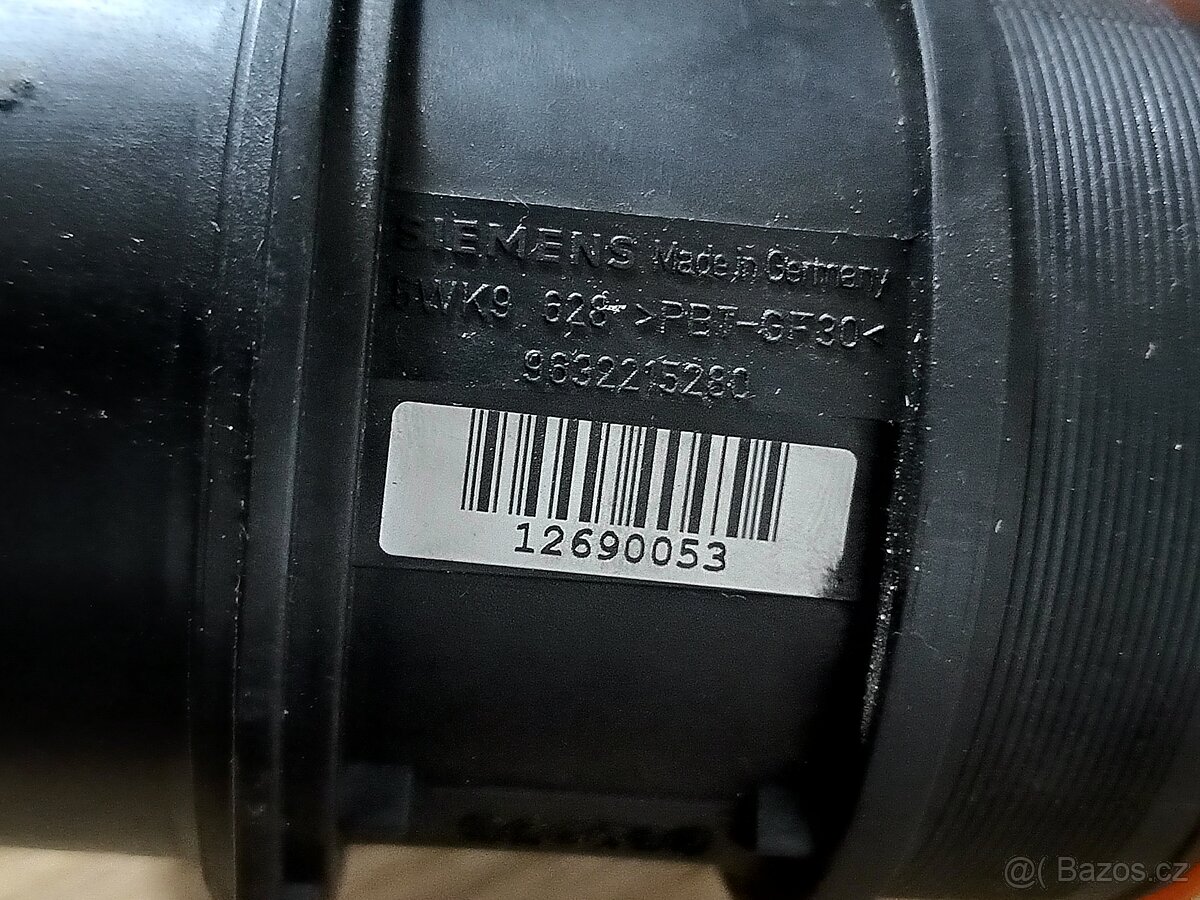 SIEMENS Made in Germany
5WK9 628 >PBT-GF30<
9632215280
12690053
@( Bazos.cz